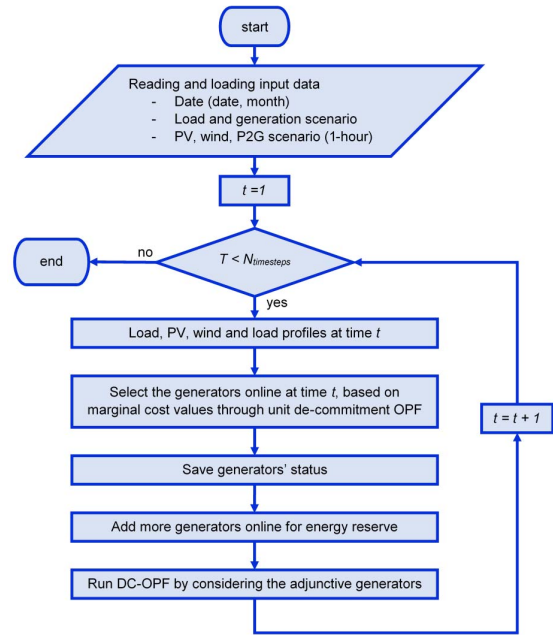 start
Reading and loading input data
- Date (date, month)
- Load and generation scenario
- PV, wind, P2G scenario (1-hour)
t =1
T < Ntimesteps
no
end
yes
Load, PV, wind and load profiles at time t
Select the generators online at time t, based on
marginal cost values through unit de-commitment OPF
t = t + 1
Save generators' status
Add more generators online for energy reserve
Run DC-OPF by considering the adjunctive generators